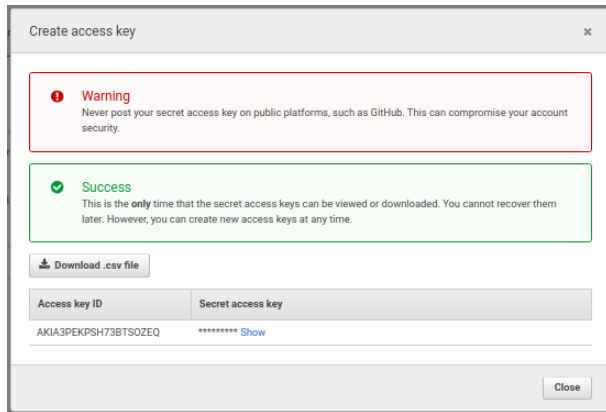 Create access key
×
Warning
Never post your secret access key on public platforms, such as GitHub. This can compromise your account
security.
Success
This is the only time that the secret access keys can be viewed or downloaded. You cannot recover them
later. However, you can create new access keys at any time.
Download .csv file
Access key ID Secret access key
AKIA3PEKPSH73BTSOZEQ ********* Show
Close